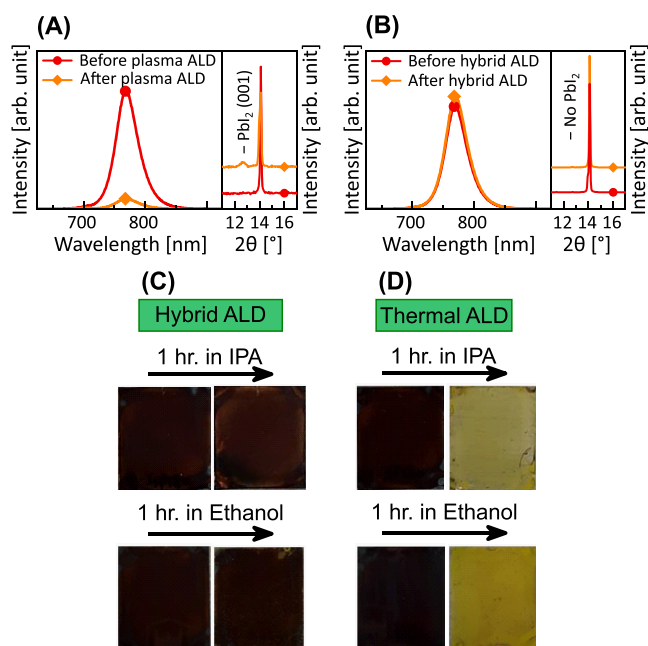 (A)
Intensity [arb. unit]
Before plasma ALD
After plasma ALD
– PbI₂ (001)
Intensity [arb. unit]
700 800
12 14 16
Wavelength [nm]
2θ [°]
(B)
Intensity [arb. unit]
Before hybrid ALD
After hybrid ALD
– No PbI₂
Intensity [arb. unit]
700 800
12 14 16
Wavelength [nm]
2θ [°]
(C)
Hybrid ALD
1 hr. in IPA
1 hr. in Ethanol
(D)
Thermal ALD
1 hr. in IPA
1 hr. in Ethanol